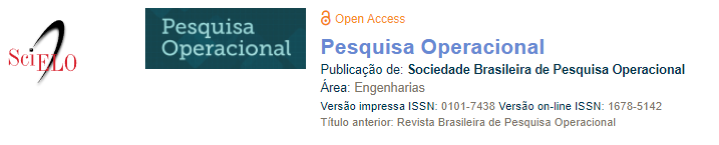 SciELO
Pesquisa
Operacional
Open Access
Pesquisa Operacional
Publicação de: Sociedade Brasileira de Pesquisa Operacional
Área: Engenharias
Versão impressa ISSN: 0101-7438 Versão on-line ISSN: 1678-5142
Título anterior: Revista Brasileira de Pesquisa Operacional